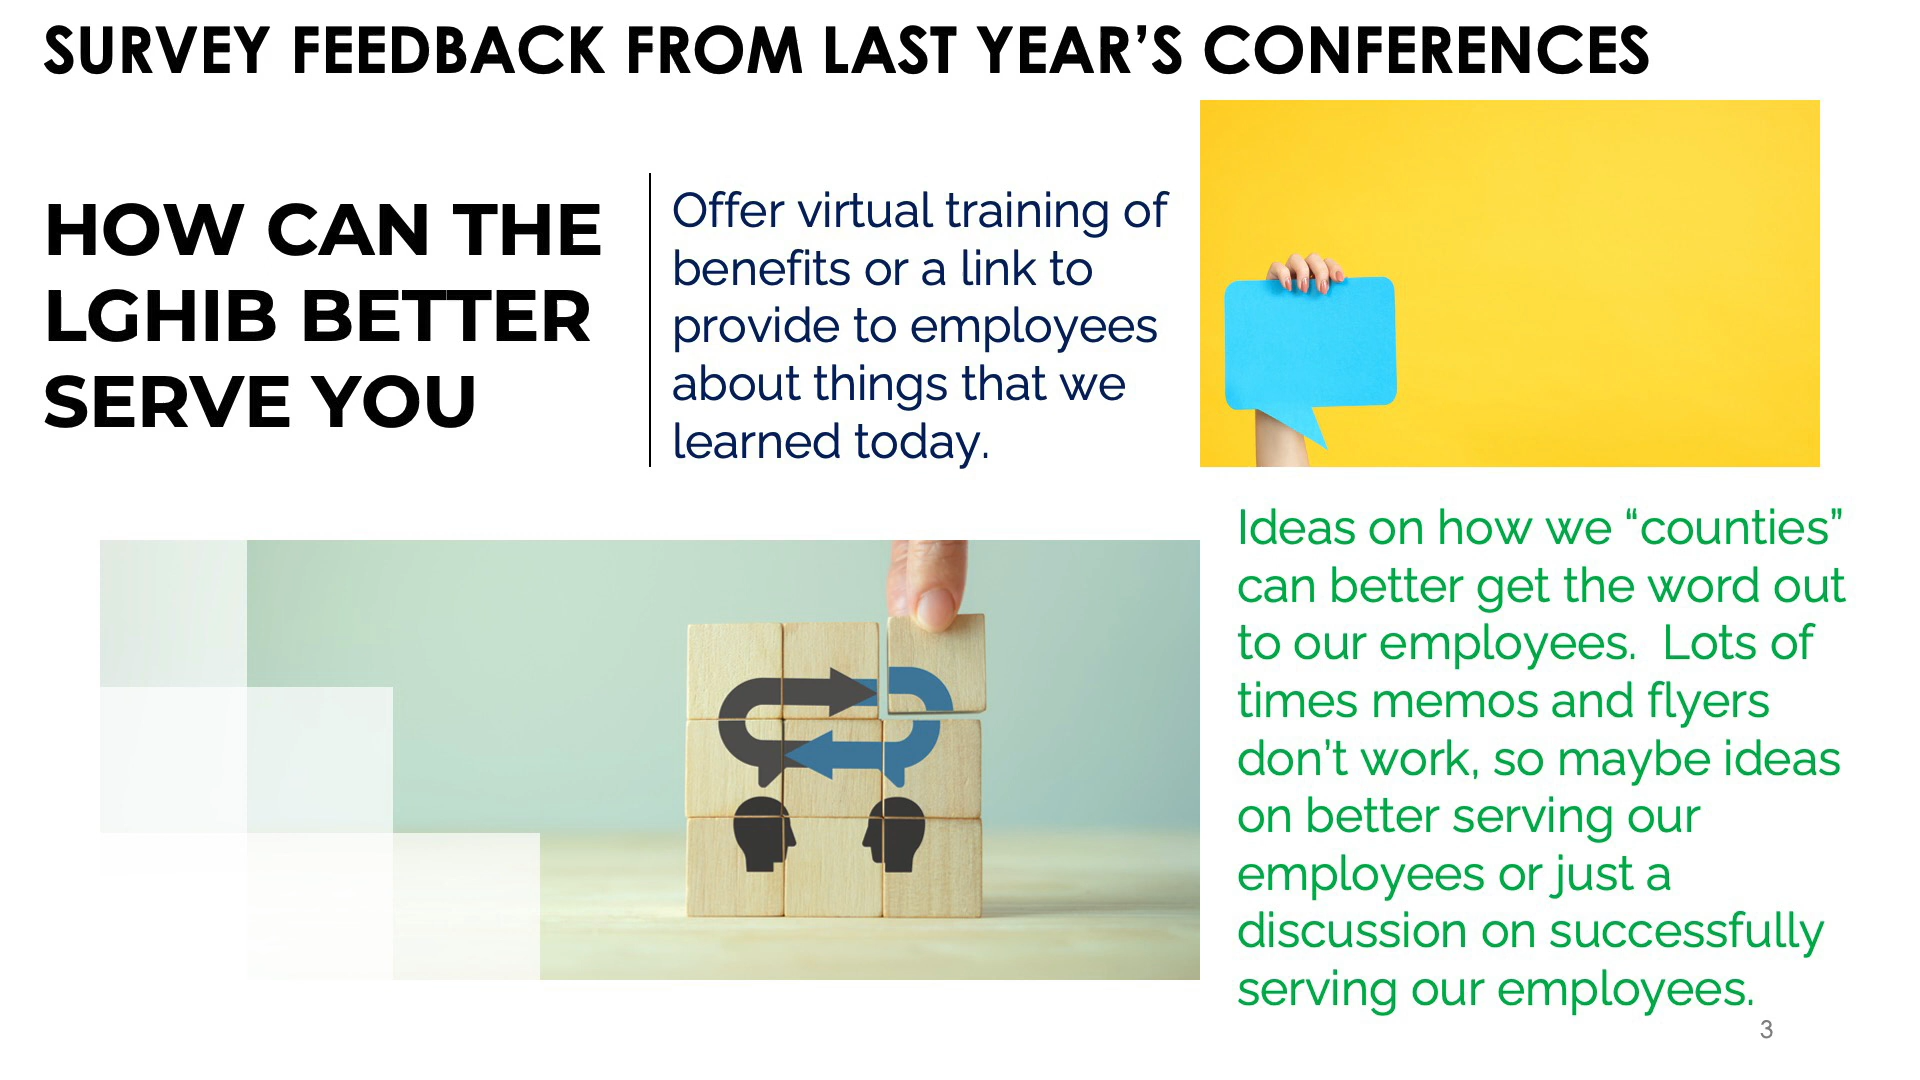 SURVEY FEEDBACK FROM LAST YEAR’S CONFERENCES
HOW CAN THE
LGHIB BETTER
SERVE YOU
Offer virtual training of
benefits or a link to
provide to employees
about things that we
learned today.
Ideas on how we “counties”
can better get the word out
to our employees.  Lots of
times memos and flyers
don’t work, so maybe ideas
on better serving our
employees or just a
discussion on successfully
serving our employees.
3